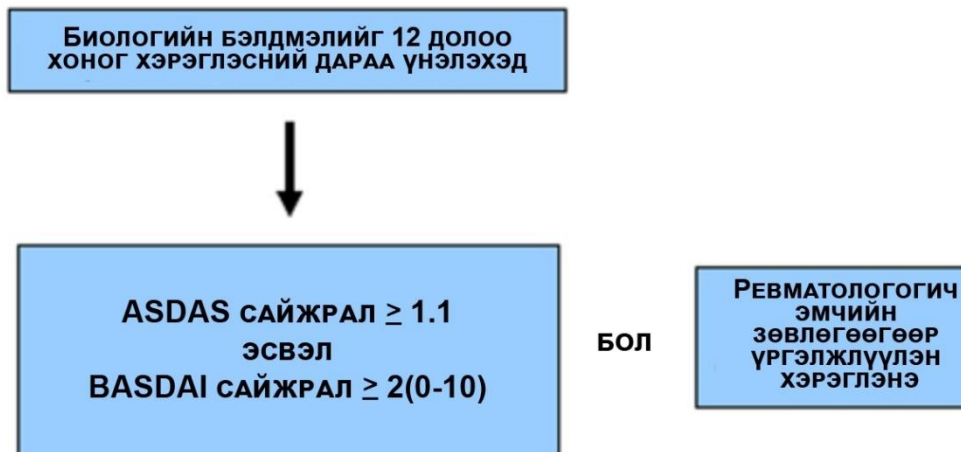 БИОЛОГИЙН БЭЛДМЭЛИЙГ 12 ДОЛОО
ХОНОГ ХЭРЭГЛЭСНИЙ ДАРАА ҮНЭЛЭХЭД
ASDAS САЙЖРАЛ ≥ 1.1
ЭСВЭЛ
BASDAI САЙЖРАЛ ≥ 2(0-10)
БОЛ
РЕВМАТОЛОГОГИЧ
ЭМЧИЙН
ЗӨВЛӨГӨӨГӨӨР
ҮРГЭЛЖЛҮҮЛЭН
ХЭРЭГЛЭНЭ